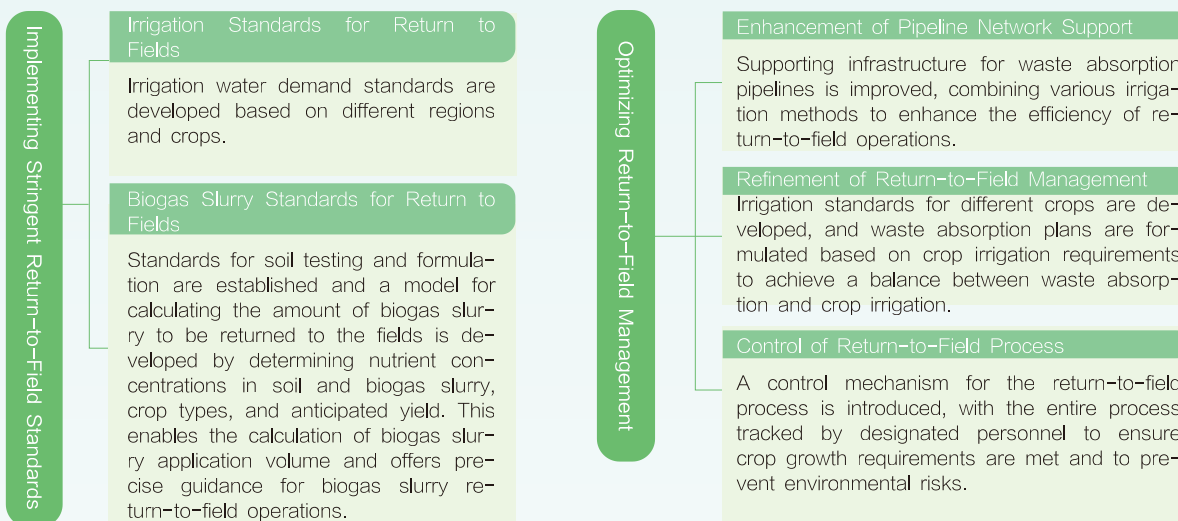 Implementing Stringent Return-to-Field Standards
Irrigation Standards for Return to
Fields
Irrigation water demand standards are
developed based on different regions
and crops.
Biogas Slurry Standards for Return to
Fields
Standards for soil testing and formula-
tion are established and a model for
calculating the amount of biogas slur-
ry to be returned to the fields is de-
veloped by determining nutrient con-
centrations in soil and biogas slurry,
crop types, and anticipated yield. This
enables the calculation of biogas slur-
ry application volume and offers pre-
cise guidance for biogas slurry re-
turn-to-field operations.
Optimizing Return-to-Field Management
Enhancement of Pipeline Network Support
Supporting infrastructure for waste absorption
pipelines is improved, combining various irriga-
tion methods to enhance the efficiency of re-
turn-to-field operations.
Refinement of Return-to-Field Management
Irrigation standards for different crops are de-
veloped, and waste absorption plans are for-
mulated based on crop irrigation requirements
to achieve a balance between waste absorp-
tion and crop irrigation.
Control of Return-to-Field Process
A control mechanism for the return-to-field
process is introduced, with the entire process
tracked by designated personnel to ensure
crop growth requirements are met and to pre-
vent environmental risks.